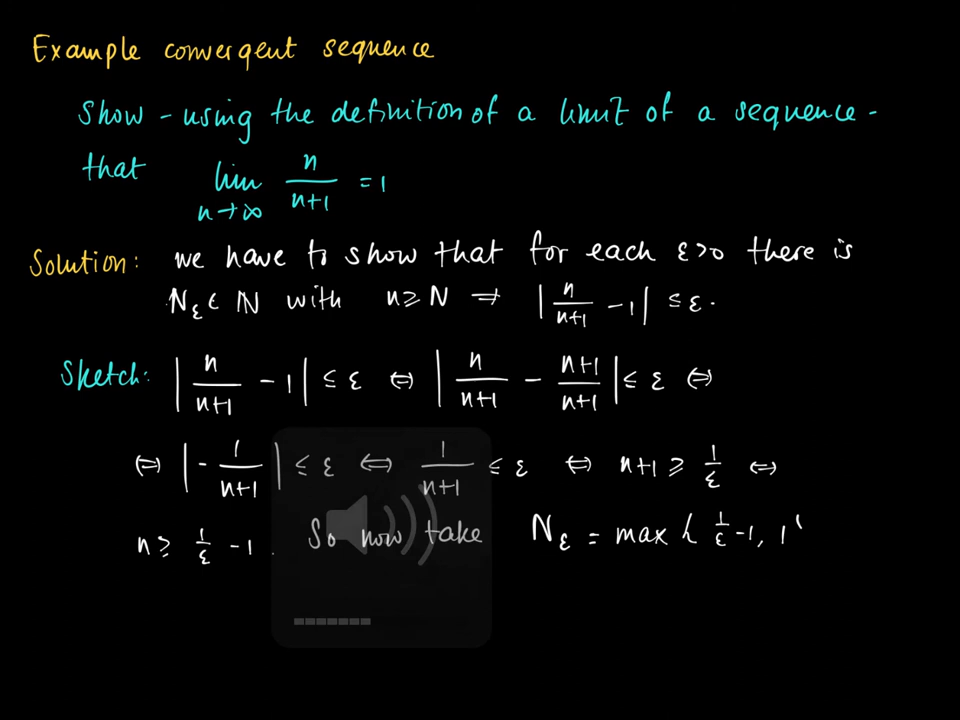 Example convergent sequence
Show - using the definition of a limit of a sequence -
that lim n→∞ n/(n+1) = 1
Solution: we have to show that for each ε>0 there is
N_ε ∈ ℕ with n ≥ N ⇒ |n/(n+1) - 1| ≤ ε.
Sketch: |n/(n+1) - 1| ≤ ε ⇔ |n/(n+1) - (n+1)/(n+1)| ≤ ε ⇔
⇔ |- 1/(n+1)| ≤ ε ⇔ 1/(n+1) ≤ ε ⇔ n+1 ≥ 1/ε ⇔
n ≥ 1/ε - 1. So now take N_ε = max { 1/ε - 1, 1